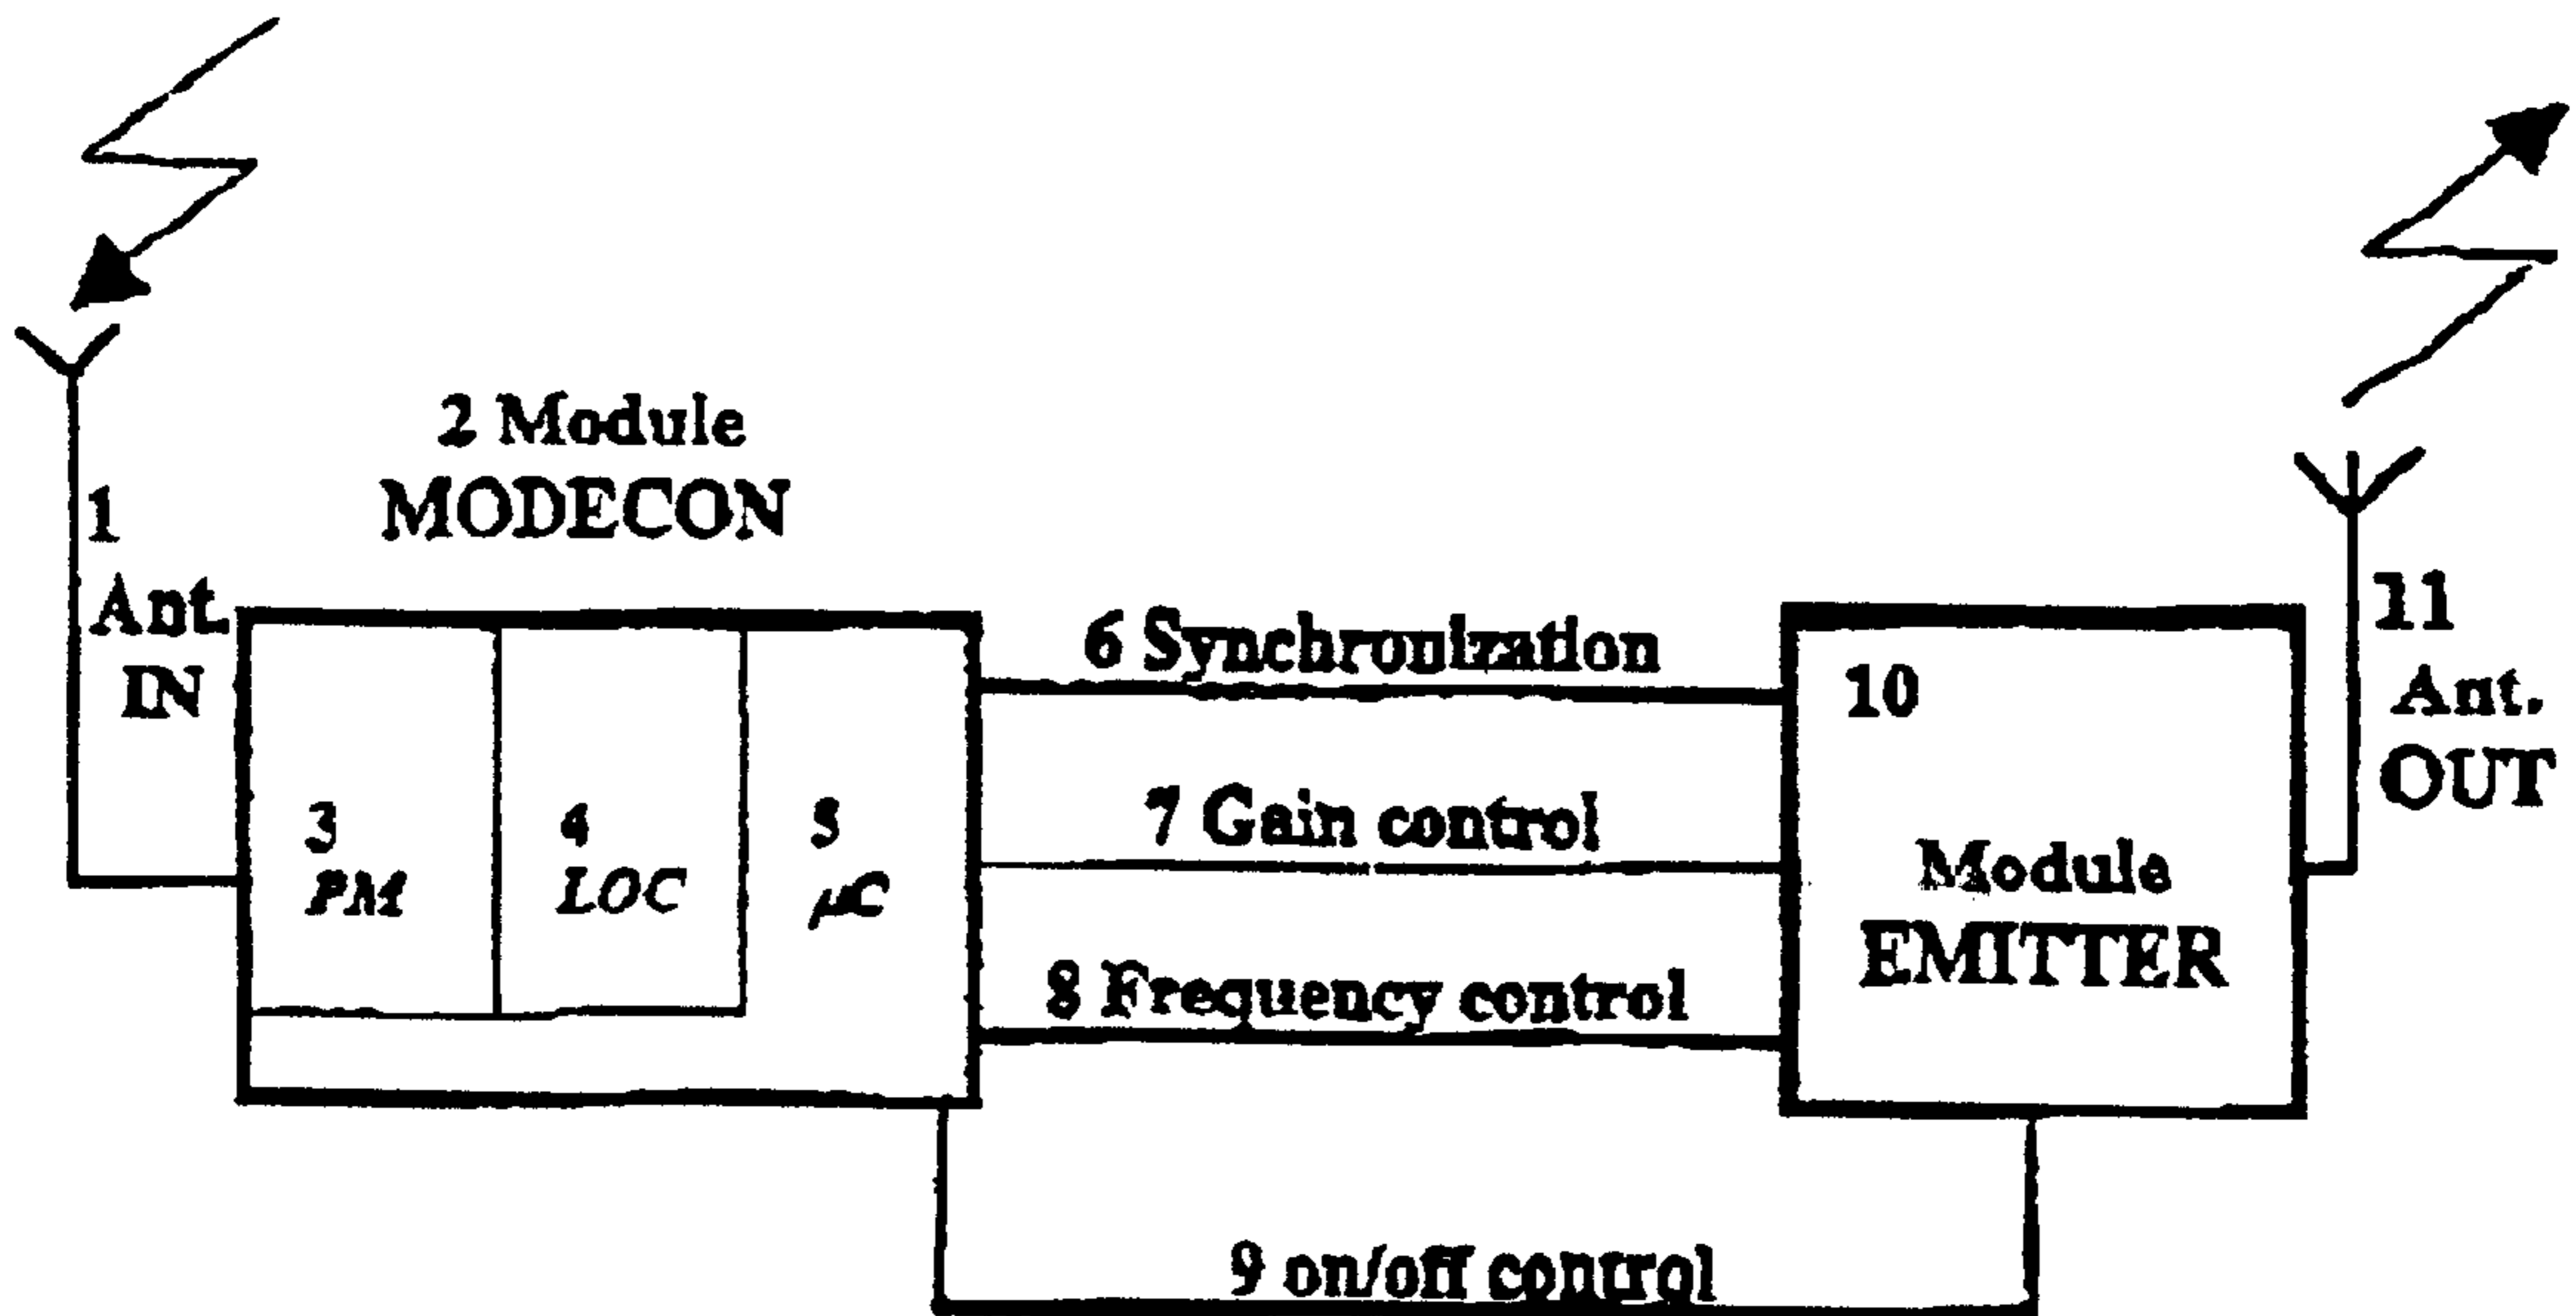 2 Module
MODECON
1
Ant.
IN
3
PM
4
LOC
5
μC
6 Synchronization
7 Gain control
8 Frequency control
9 on/off control
10
Module
EMITTER
11
Ant.
OUT